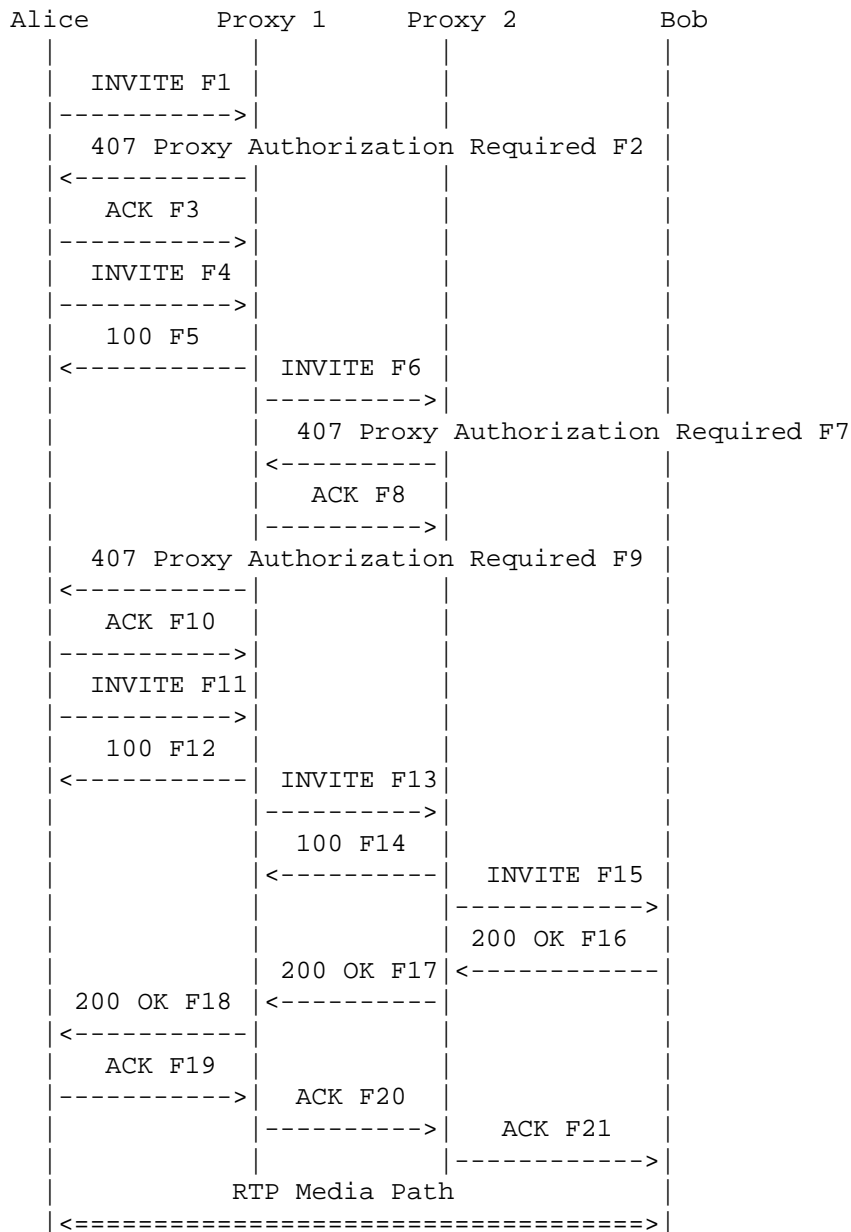 Alice Proxy 1 Proxy 2 Bob
INVITE F1
407 Proxy Authorization Required F2
ACK F3
INVITE F4
100 F5
INVITE F6
407 Proxy Authorization Required F7
ACK F8
407 Proxy Authorization Required F9
ACK F10
INVITE F11
100 F12
INVITE F13
100 F14
INVITE F15
200 OK F16
200 OK F17
200 OK F18
ACK F19
ACK F20
ACK F21
RTP Media Path